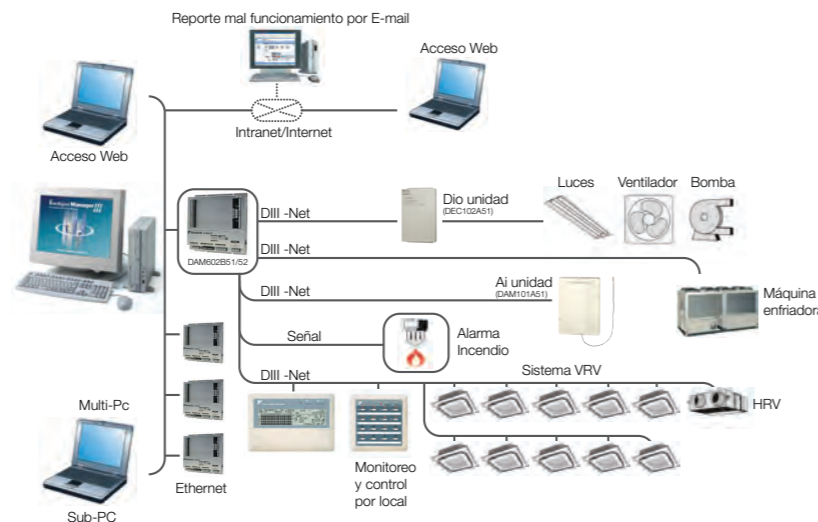 Reporte mal funcionamiento por E-mail
Acceso Web
Intranet/Internet
Acceso Web
Luces
Ventilador
Bomba
DIII -Net
Dio unidad
(DEC102A51)
DAM602B51/52
DIII -Net
DIII -Net
Ai unidad
(DAM101A51)
Máquina
enfriadora
Señal
Alarma
Incendio
DIII -Net
Sistema VRV
HRV
Multi-Pc
Ethernet
Monitoreo
y control
por local
Sub-PC